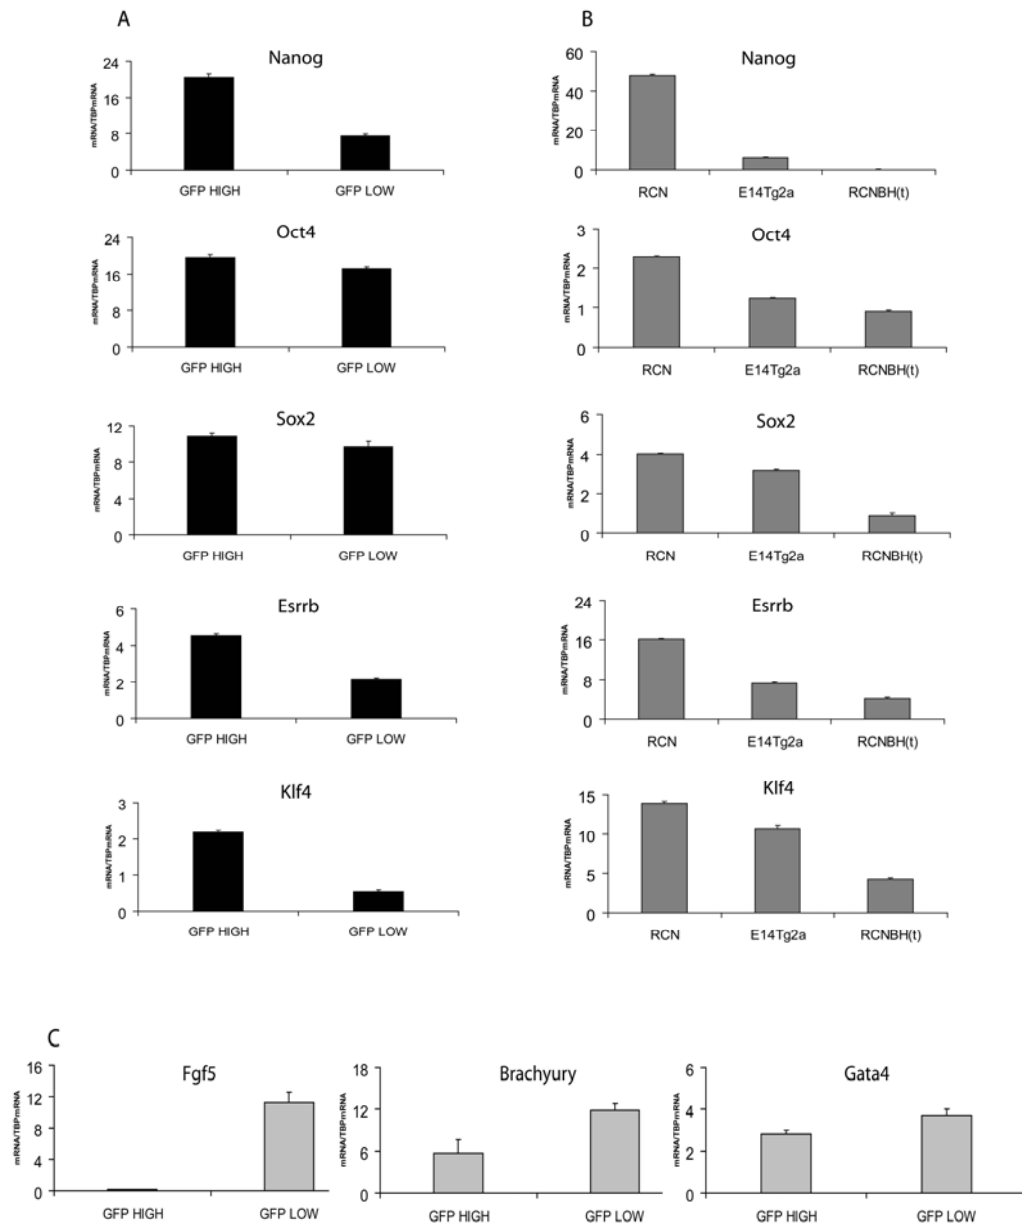 A
B
Nanog
mRNA/TBPmRNA
24
16
8
0
GFP HIGH GFP LOW
Nanog
mRNA/TBPmRNA
60
40
20
0
RCN E14Tg2a RCNBH(t)
Oct4
mRNA/TBPmRNA
24
16
8
0
GFP HIGH GFP LOW
Oct4
mRNA/TBPmRNA
3
2
1
0
RCN E14Tg2a RCNBH(t)
Sox2
mRNA/TBPmRNA
12
8
4
0
GFP HIGH GFP LOW
Sox2
mRNA/TBPmRNA
6
4
2
0
RCN E14Tg2a RCNBH(t)
Esrrb
mRNA/TBPmRNA
6
4
2
0
GFP HIGH GFP LOW
Esrrb
mRNA/TBPmRNA
24
16
8
0
RCN E14Tg2a RCNBH(t)
Klf4
mRNA/TBPmRNA
3
2
1
0
GFP HIGH GFP LOW
Klf4
mRNA/TBPmRNA
15
10
5
0
RCN E14Tg2a RCNBH(t)
C
Fgf5
mRNA/TBPmRNA
16
12
8
4
0
GFP HIGH GFP LOW
Brachyury
mRNA/TBPmRNA
18
12
6
0
GFP HIGH GFP LOW
Gata4
mRNA/TBPmRNA
6
4
2
0
GFP HIGH GFP LOW